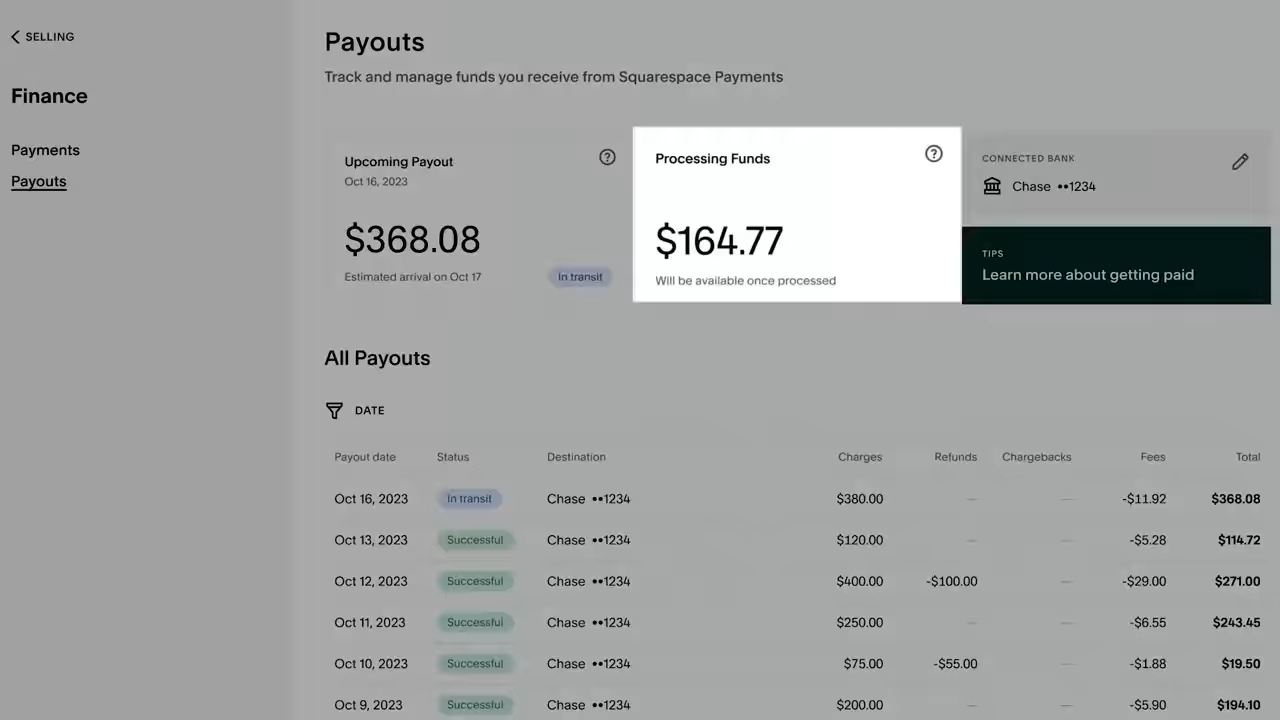 SELLING
Finance
Payments
Payouts
Payouts
Track and manage funds you receive from Squarespace Payments
Upcoming Payout
Oct 16, 2023
$368.08
Estimated arrival on Oct 17
In transit
Processing Funds
$164.77
Will be available once processed
CONNECTED BANK
Chase ••1234
TIPS
Learn more about getting paid
All Payouts
DATE
Payout date Status Destination Charges Refunds Chargebacks Fees Total
Oct 16, 2023 In transit Chase ••1234 $380.00 — — -$11.92 $368.08
Oct 13, 2023 Successful Chase ••1234 $120.00 — — -$5.28 $114.72
Oct 12, 2023 Successful Chase ••1234 $400.00 -$100.00 — -$29.00 $271.00
Oct 11, 2023 Successful Chase ••1234 $250.00 — — -$6.55 $243.45
Oct 10, 2023 Successful Chase ••1234 $75.00 -$55.00 — -$1.88 $19.50
Oct 9, 2023 Successful Chase ••1234 $200.00 — — -$5.90 $194.10